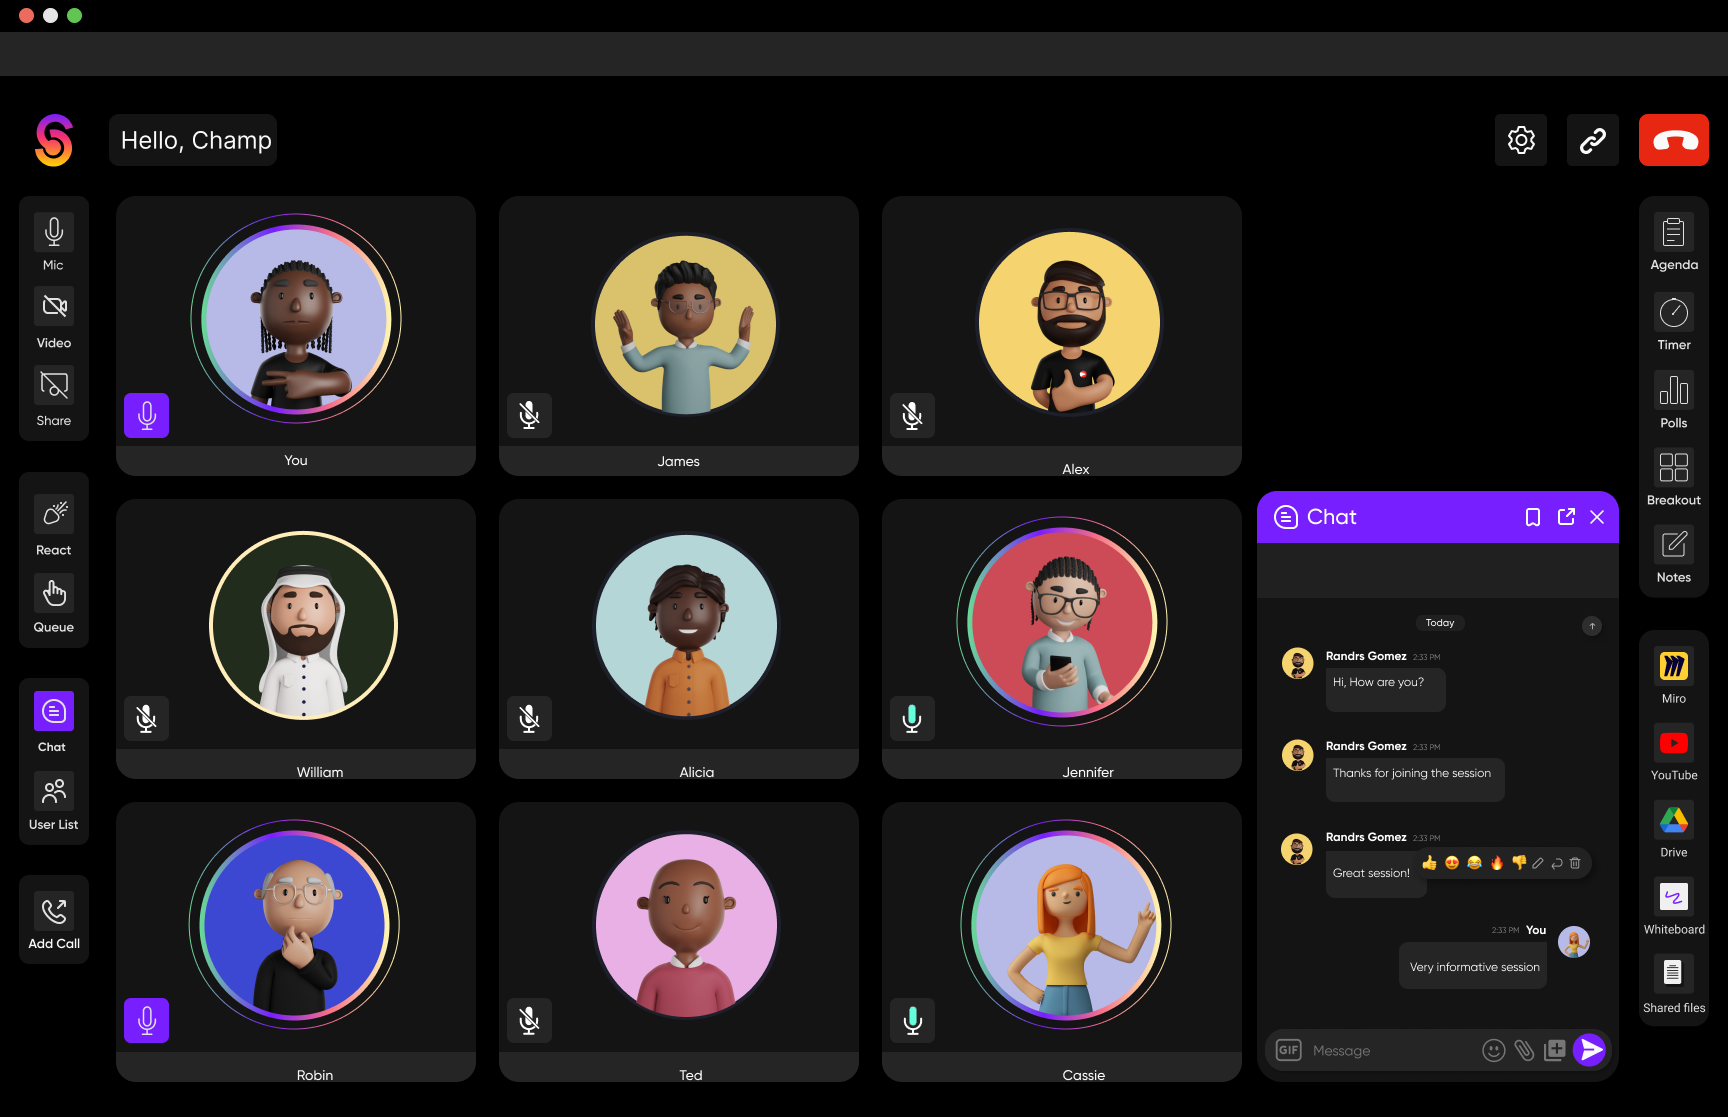 Hello, Champ
Mic
Video
Share
React
Queue
Chat
User List
Add Call
You
James
Alex
William
Alicia
Jennifer
Robin
Ted
Cassie
Chat
Today
Randrs Gomez 2:33 PM
Hi, How are you?
Randrs Gomez 2:33 PM
Thanks for joining the session
Randrs Gomez 2:33 PM
Great session!
2:33 PM You
Very informative session
GIF Message
Agenda
Timer
Polls
Breakout
Notes
Miro
YouTube
Drive
Whiteboard
Shared files